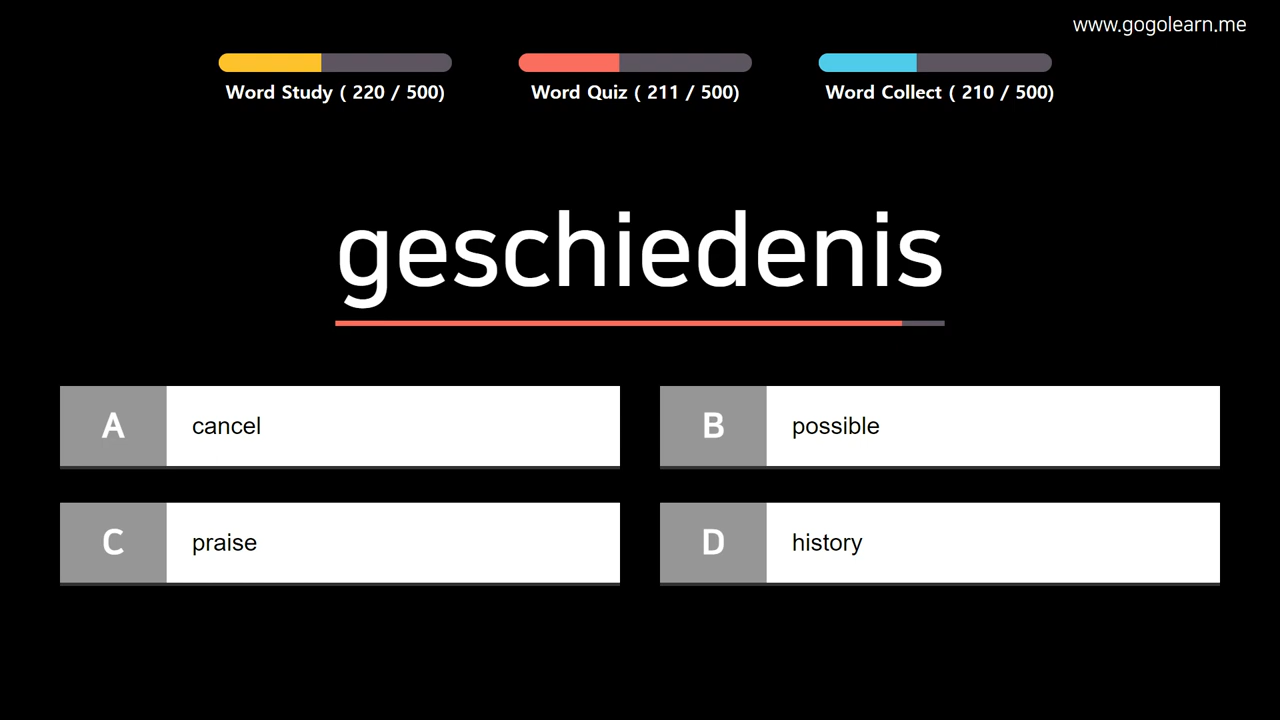 www.gogolearn.me
Word Study ( 220 / 500)
Word Quiz ( 211 / 500)
Word Collect ( 210 / 500)
geschiedenis
A cancel
B possible
C praise
D history